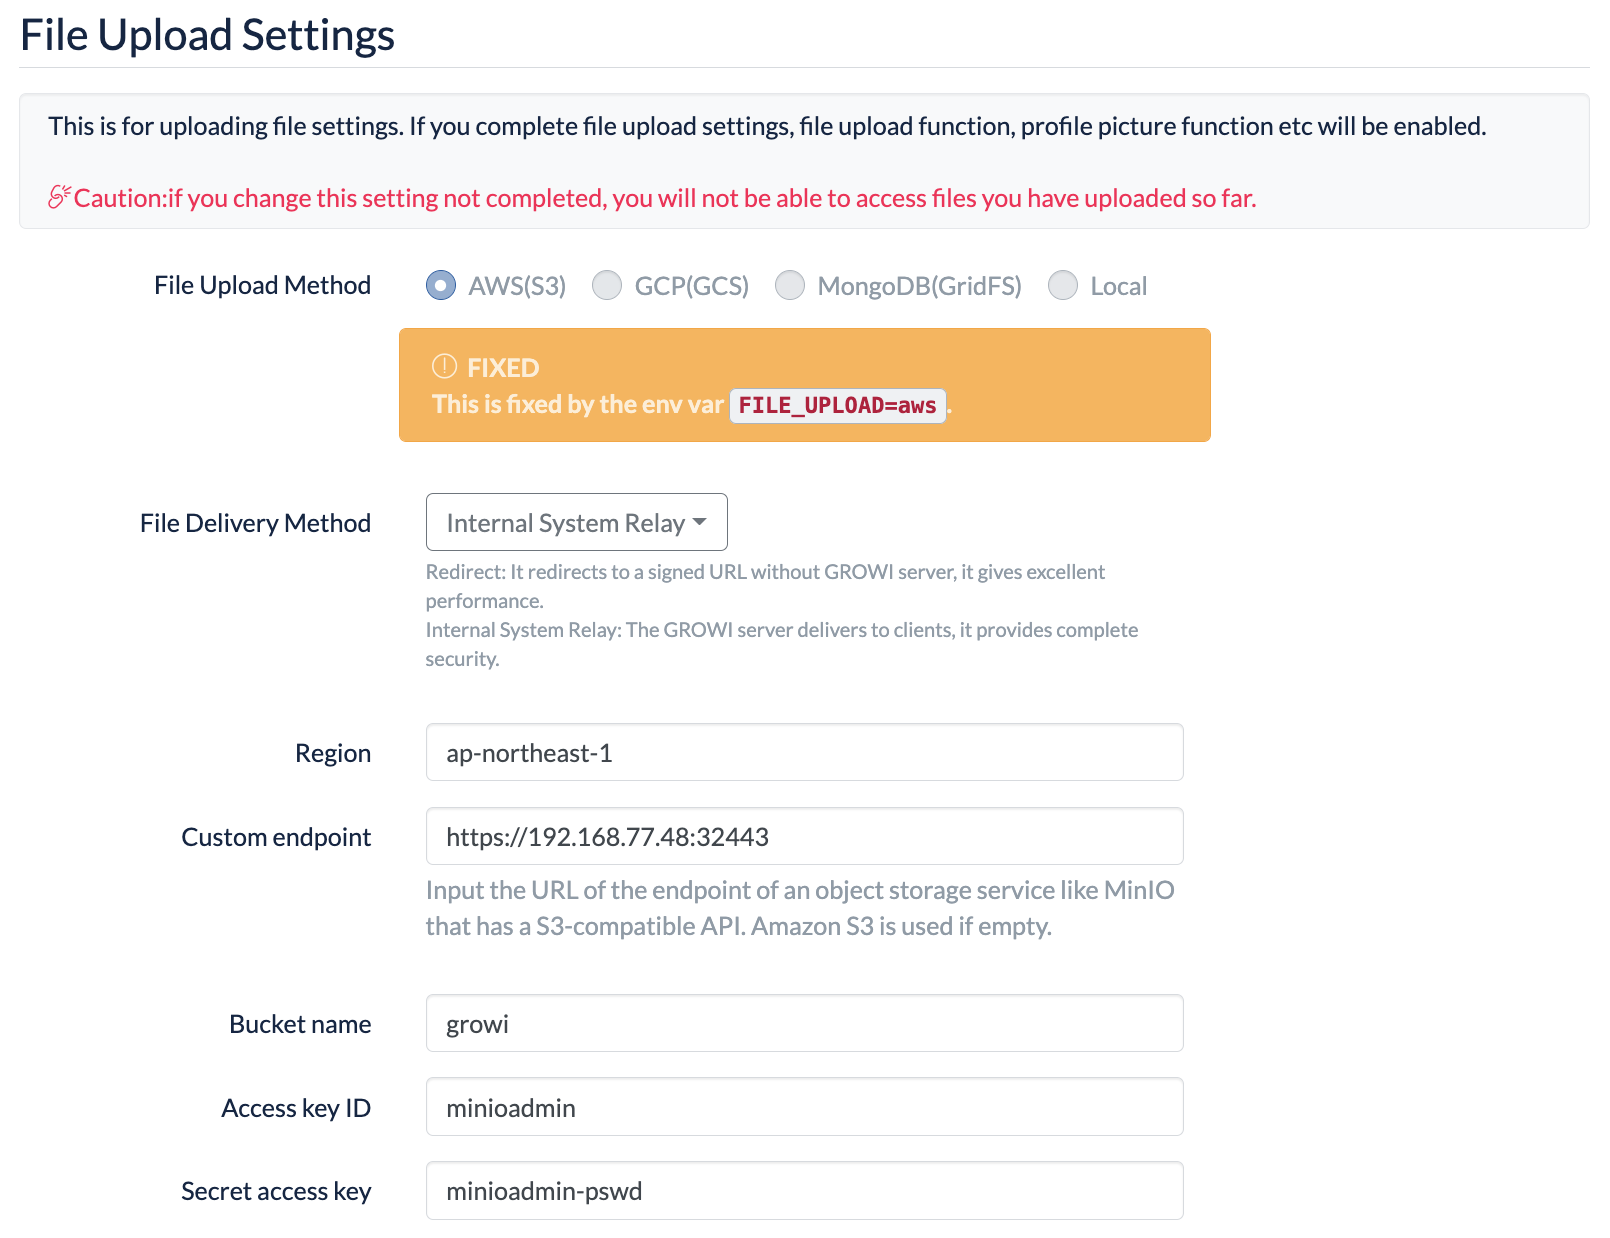 File Upload Settings
This is for uploading file settings. If you complete file upload settings, file upload function, profile picture function etc will be enabled.
Caution:if you change this setting not completed, you will not be able to access files you have uploaded so far.
File Upload Method AWS(S3) GCP(GCS) MongoDB(GridFS) Local
FIXED
This is fixed by the env var FILE_UPLOAD=aws.
File Delivery Method Internal System Relay
Redirect: It redirects to a signed URL without GROWI server, it gives excellent
performance.
Internal System Relay: The GROWI server delivers to clients, it provides complete
security.
Region ap-northeast-1
Custom endpoint https://192.168.77.48:32443
Input the URL of the endpoint of an object storage service like MinIO
that has a S3-compatible API. Amazon S3 is used if empty.
Bucket name growi
Access key ID minioadmin
Secret access key minioadmin-pswd